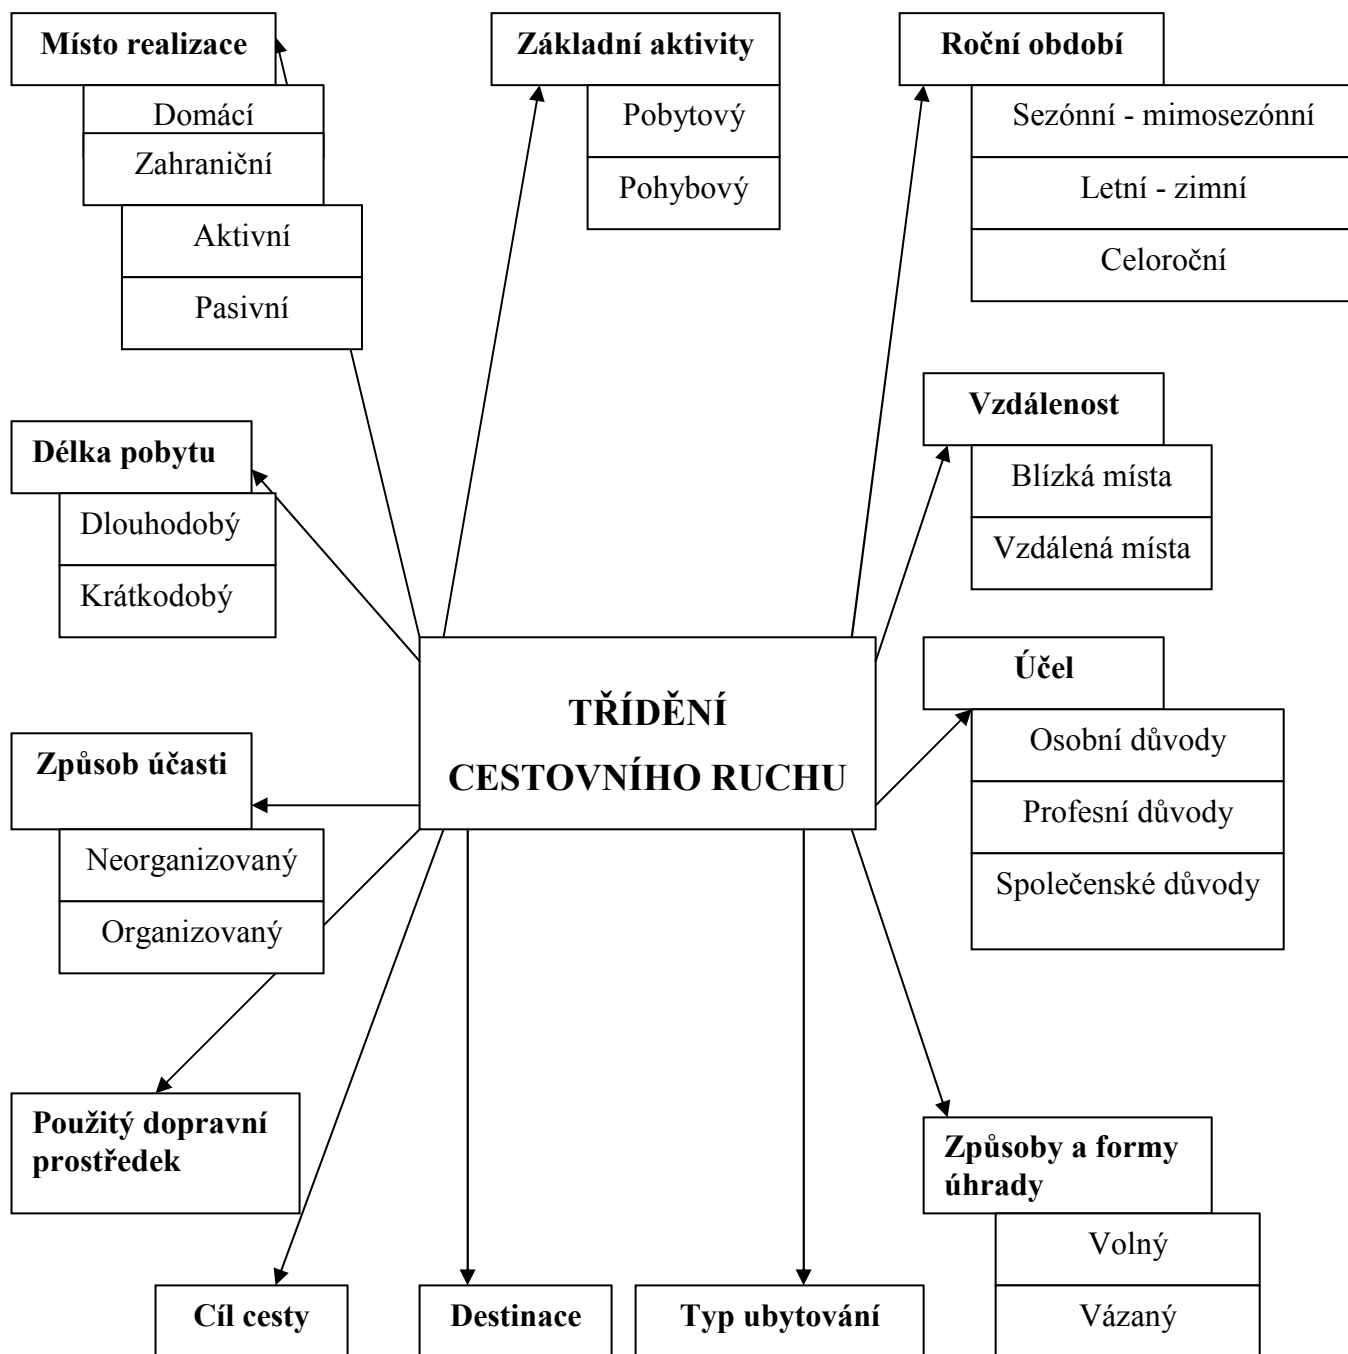 Místo realizace
Domácí
Zahraniční
Aktivní
Pasivní
Základní aktivity
Pobytový
Pohybový
Roční období
Sezónní - mimosezónní
Letní - zimní
Celoroční
Vzdálenost
Blízká místa
Vzdálená místa
Délka pobytu
Dlouhodobý
Krátkodobý
TŘÍDĚNÍ
CESTOVNÍHO RUCHU
Účel
Osobní důvody
Profesní důvody
Společenské důvody
Způsob účasti
Neorganizovaný
Organizovaný
Použitý dopravní
prostředek
Způsoby a formy
úhrady
Volný
Vázaný
Cíl cesty
Destinace
Typ ubytování